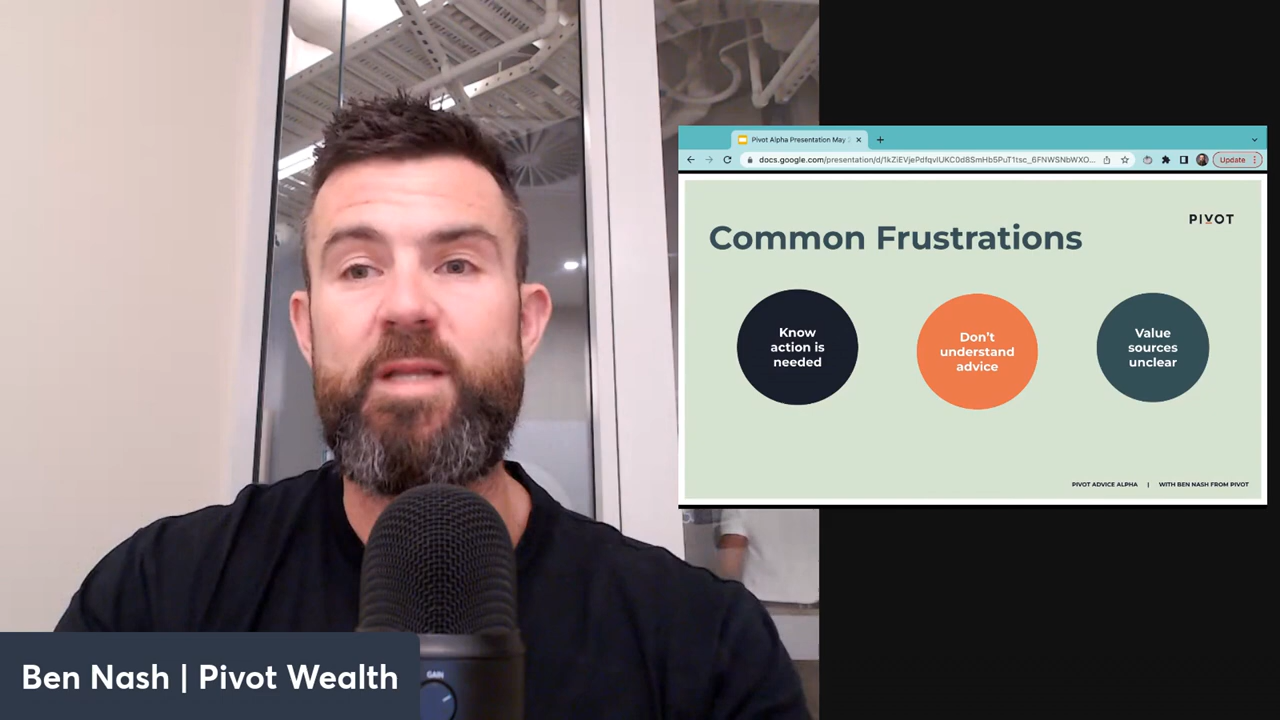 Pivot Alpha Presentation May
docs.google.com/presentation/d/1kZiEVjePdfqvlUKC0d8SmHb5PuT1tsc_6FNWSNbWXO...
Update
PIVOT
Common Frustrations
Know
action is
needed
Don't
understand
advice
Value
sources
unclear
PIVOT ADVICE ALPHA | WITH BEN NASH FROM PIVOT
GAIN
Ben Nash | Pivot Wealth